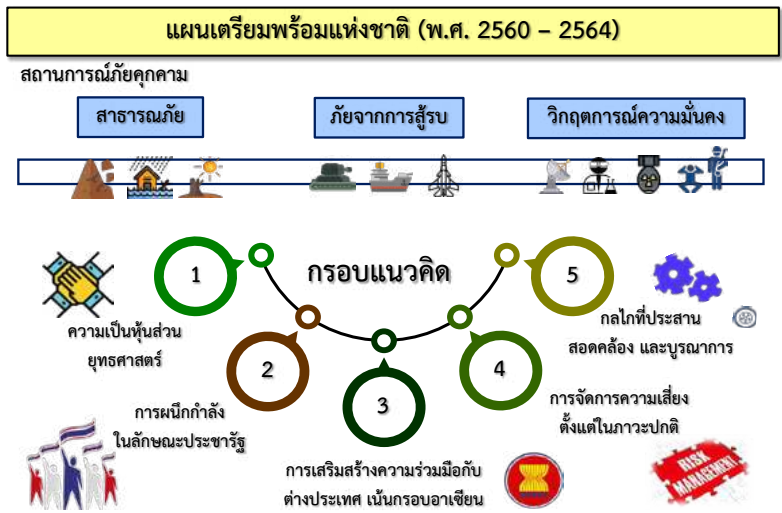 แผนเตรียมพร้อมแห่งชาติ (พ.ศ. 2560 – 2564)
สถานการณ์ภัยคุกคาม
สาธารณภัย
ภัยจากการสู้รบ
วิกฤตการณ์ความมั่นคง
กรอบแนวคิด
1
ความเป็นหุ้นส่วน
ยุทธศาสตร์
2
การผนึกกำลัง
ในลักษณะประชารัฐ
3
การเสริมสร้างความร่วมมือกับ
ต่างประเทศ เน้นกรอบอาเซียน
4
การจัดการความเสี่ยง
ตั้งแต่ในภาวะปกติ
RISK
MANAGEMENT
5
กลไกที่ประสาน
สอดคล้อง และบูรณาการ